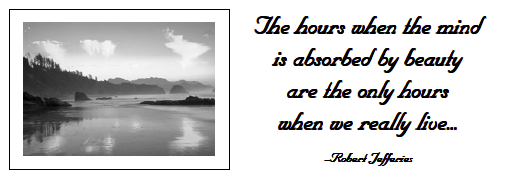 The hours when the mind
is absorbed by beauty
are the only hours
when we really live...
--Robert Jefferies